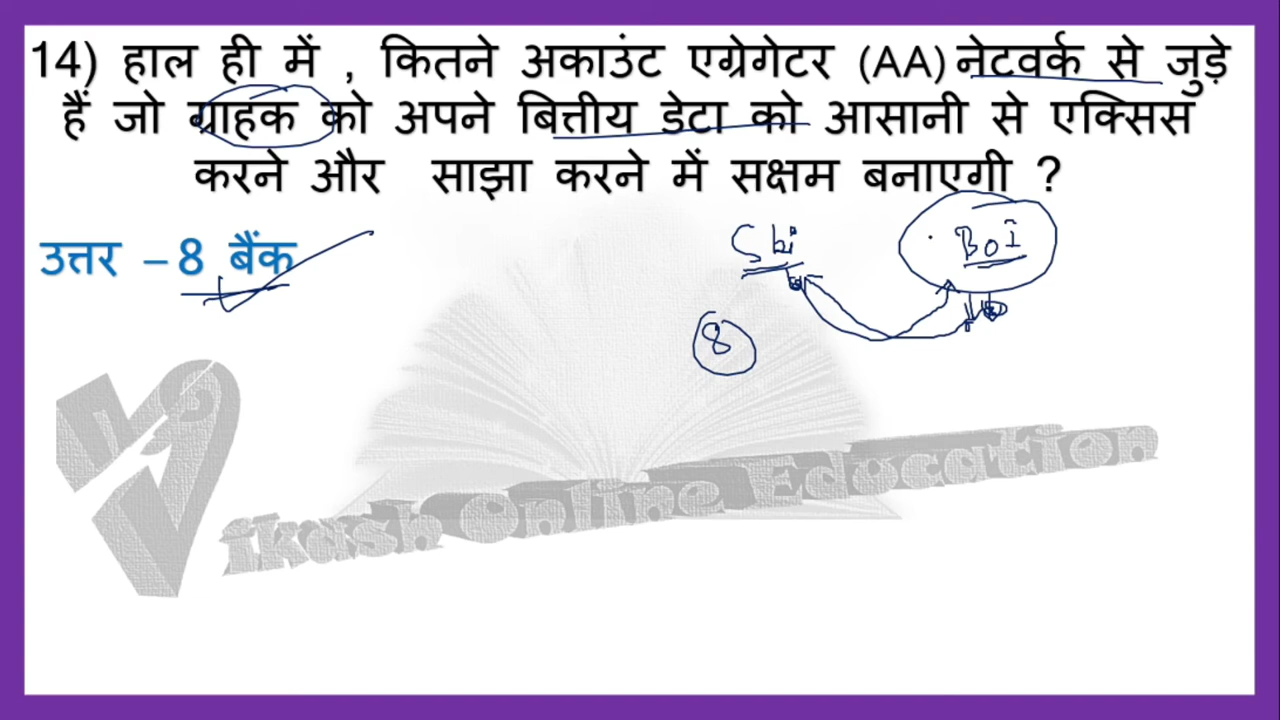 14) हाल ही में , कितने अकाउंट एग्रेगेटर (AA) नेटवर्क से जुड़े
हैं जो ग्राहक को अपने बित्तीय डेटा को आसानी से एक्सिस
करने और साझा करने में सक्षम बनाएगी ?
उत्तर –8 बैंक
Sbi
BOI
8
Vikash Online Education